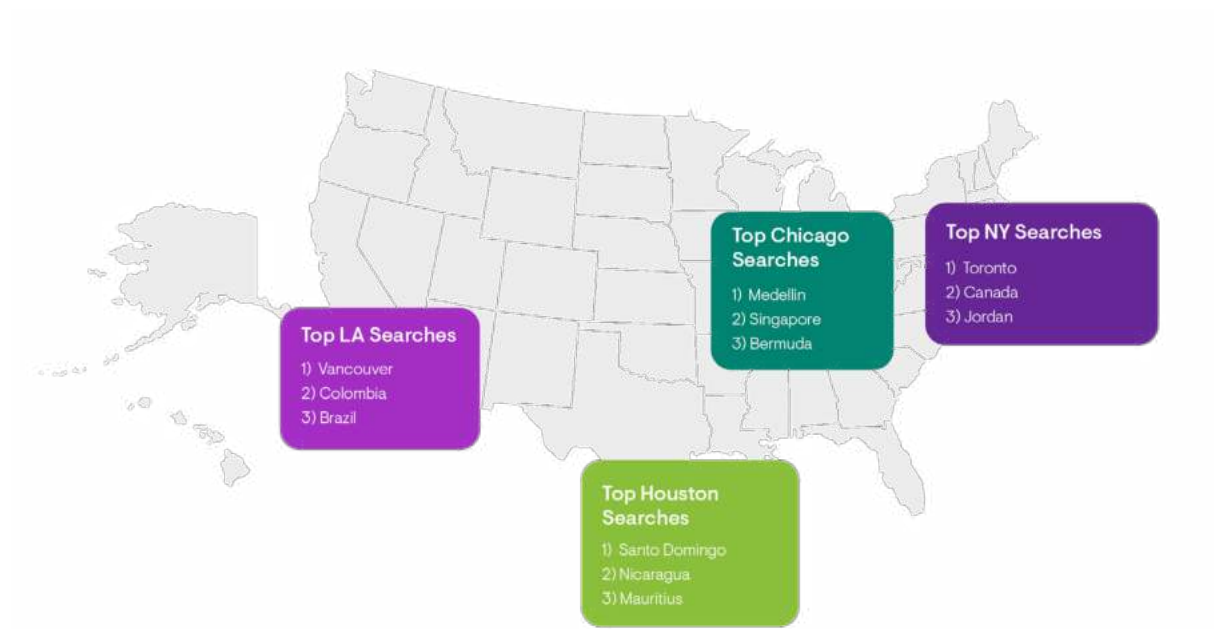 Top Chicago
Searches
1) Medellin
2) Singapore
3) Bermuda
Top NY Searches
1) Toronto
2) Canada
3) Jordan
Top LA Searches
1) Vancouver
2) Colombia
3) Brazil
Top Houston
Searches
1) Santo Domingo
2) Nicaragua
3) Mauritius